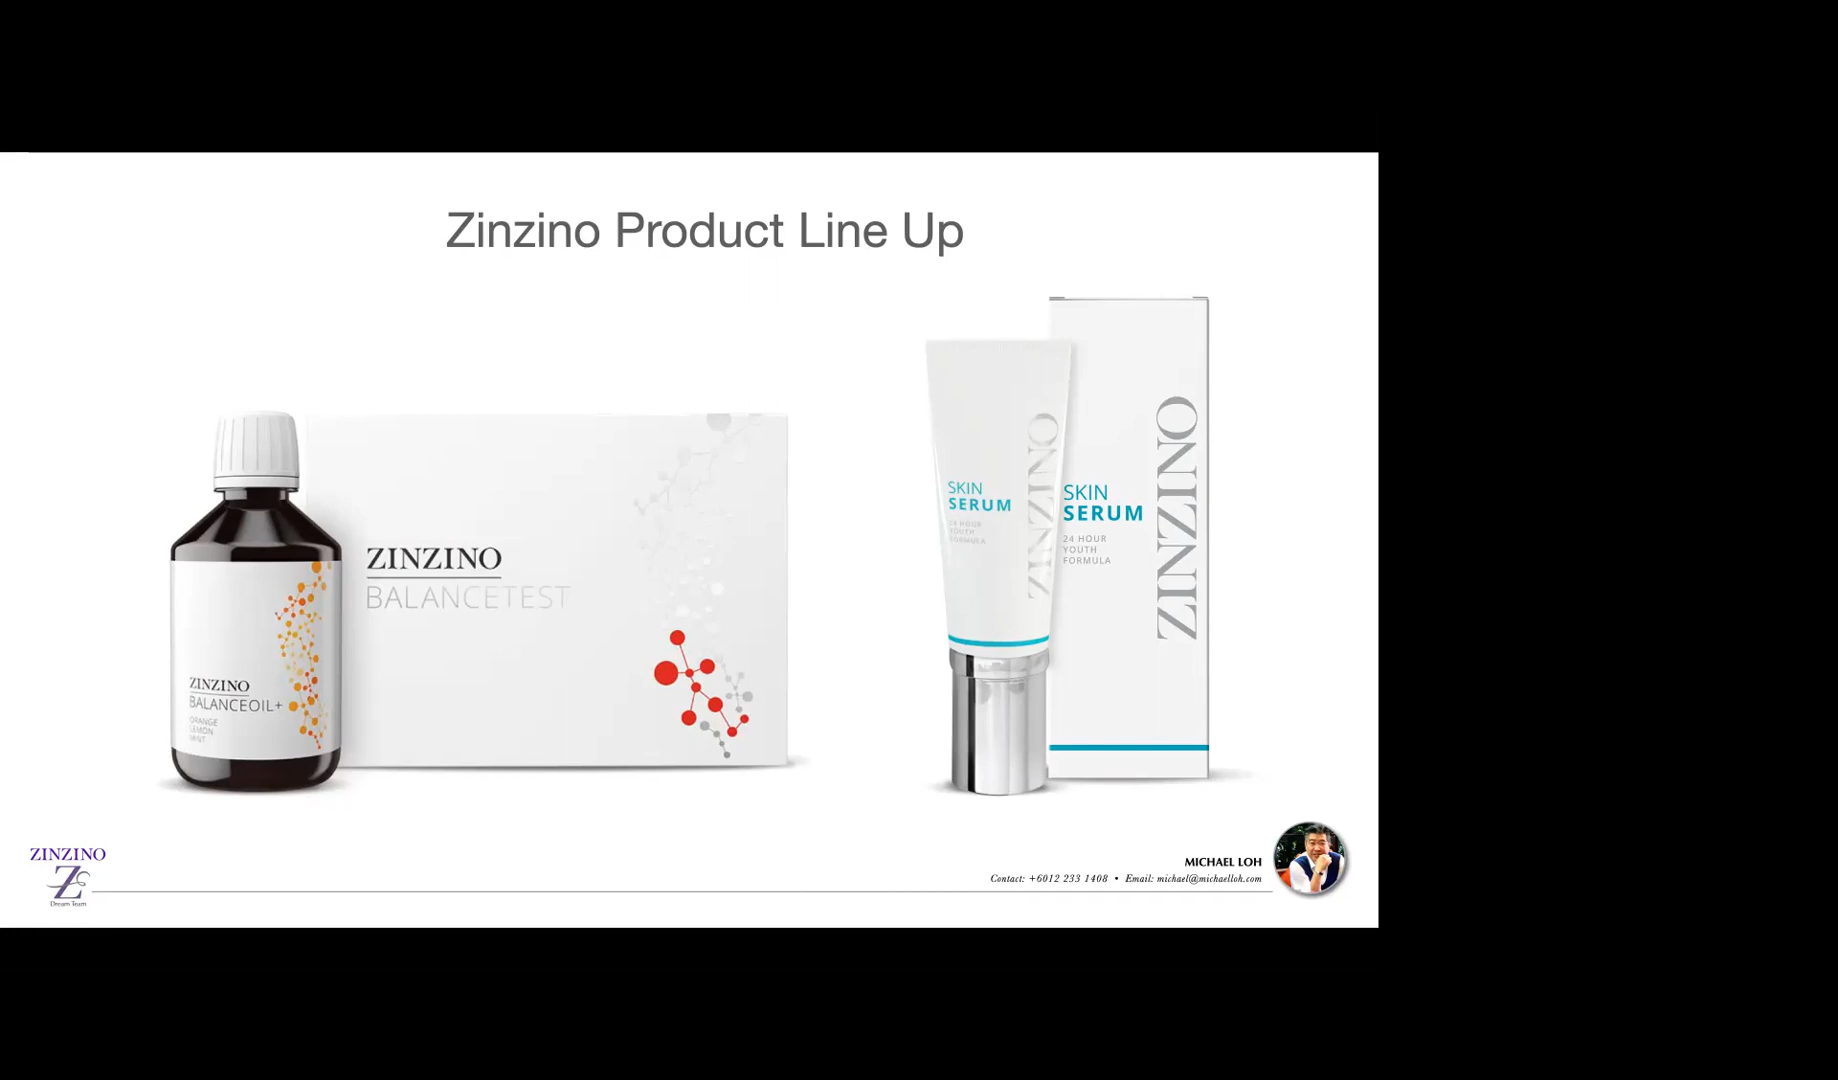 Zinzino Product Line Up
ZINZINO
BALANCEOIL+
ORANGE
LEMON
MINT
ZINZINO
BALANCETEST
SKIN
SERUM
24 HOUR
YOUTH
FORMULA
ZINZINO
SKIN
SERUM
24 HOUR
YOUTH
FORMULA
ZINZINO
ZINZINO
Dream Team
MICHAEL LOH
Contact: +6012 233 1408 • Email: michael@michaelloh.com